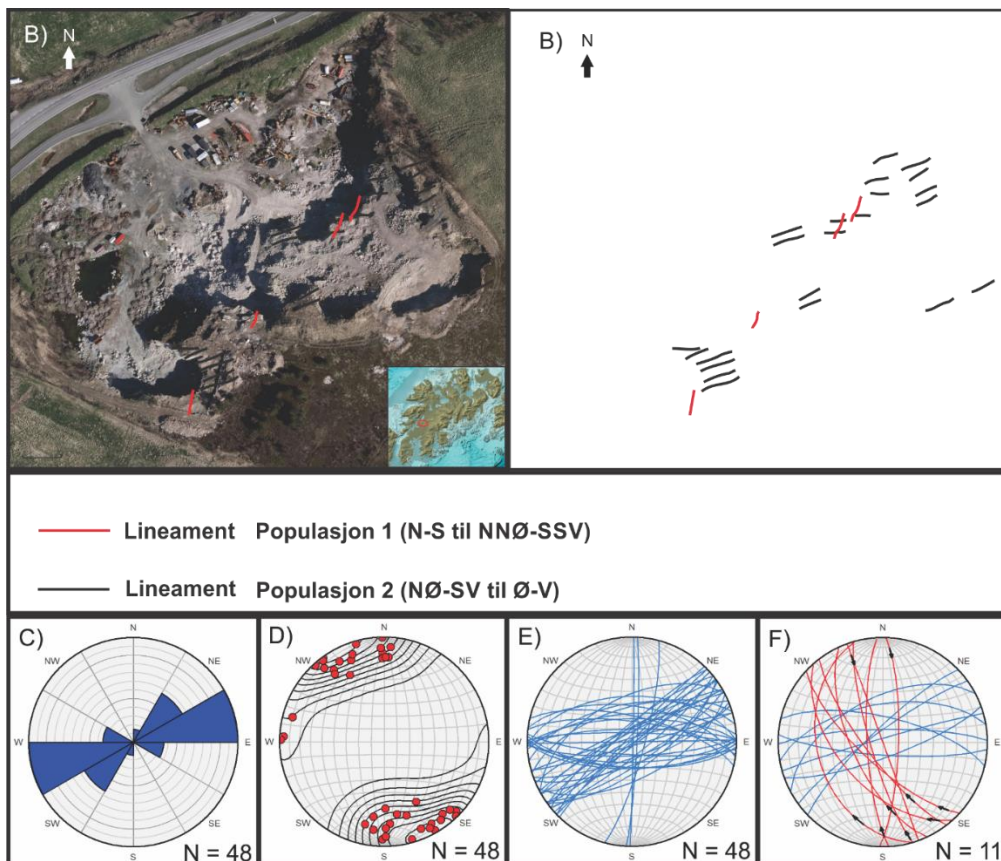 B)
N
B)
N
Lineament Populasjon 1 (N-S til NNØ-SSV)
Lineament Populasjon 2 (NØ-SV til Ø-V)
C)
N
NW
NE
W
E
SW
SE
S
N = 48
D)
N
NW
NE
W
E
SW
SE
S
N = 48
E)
N
NW
NE
W
E
SW
SE
S
N = 48
F)
N
NW
NE
W
E
SW
SE
S
N = 11